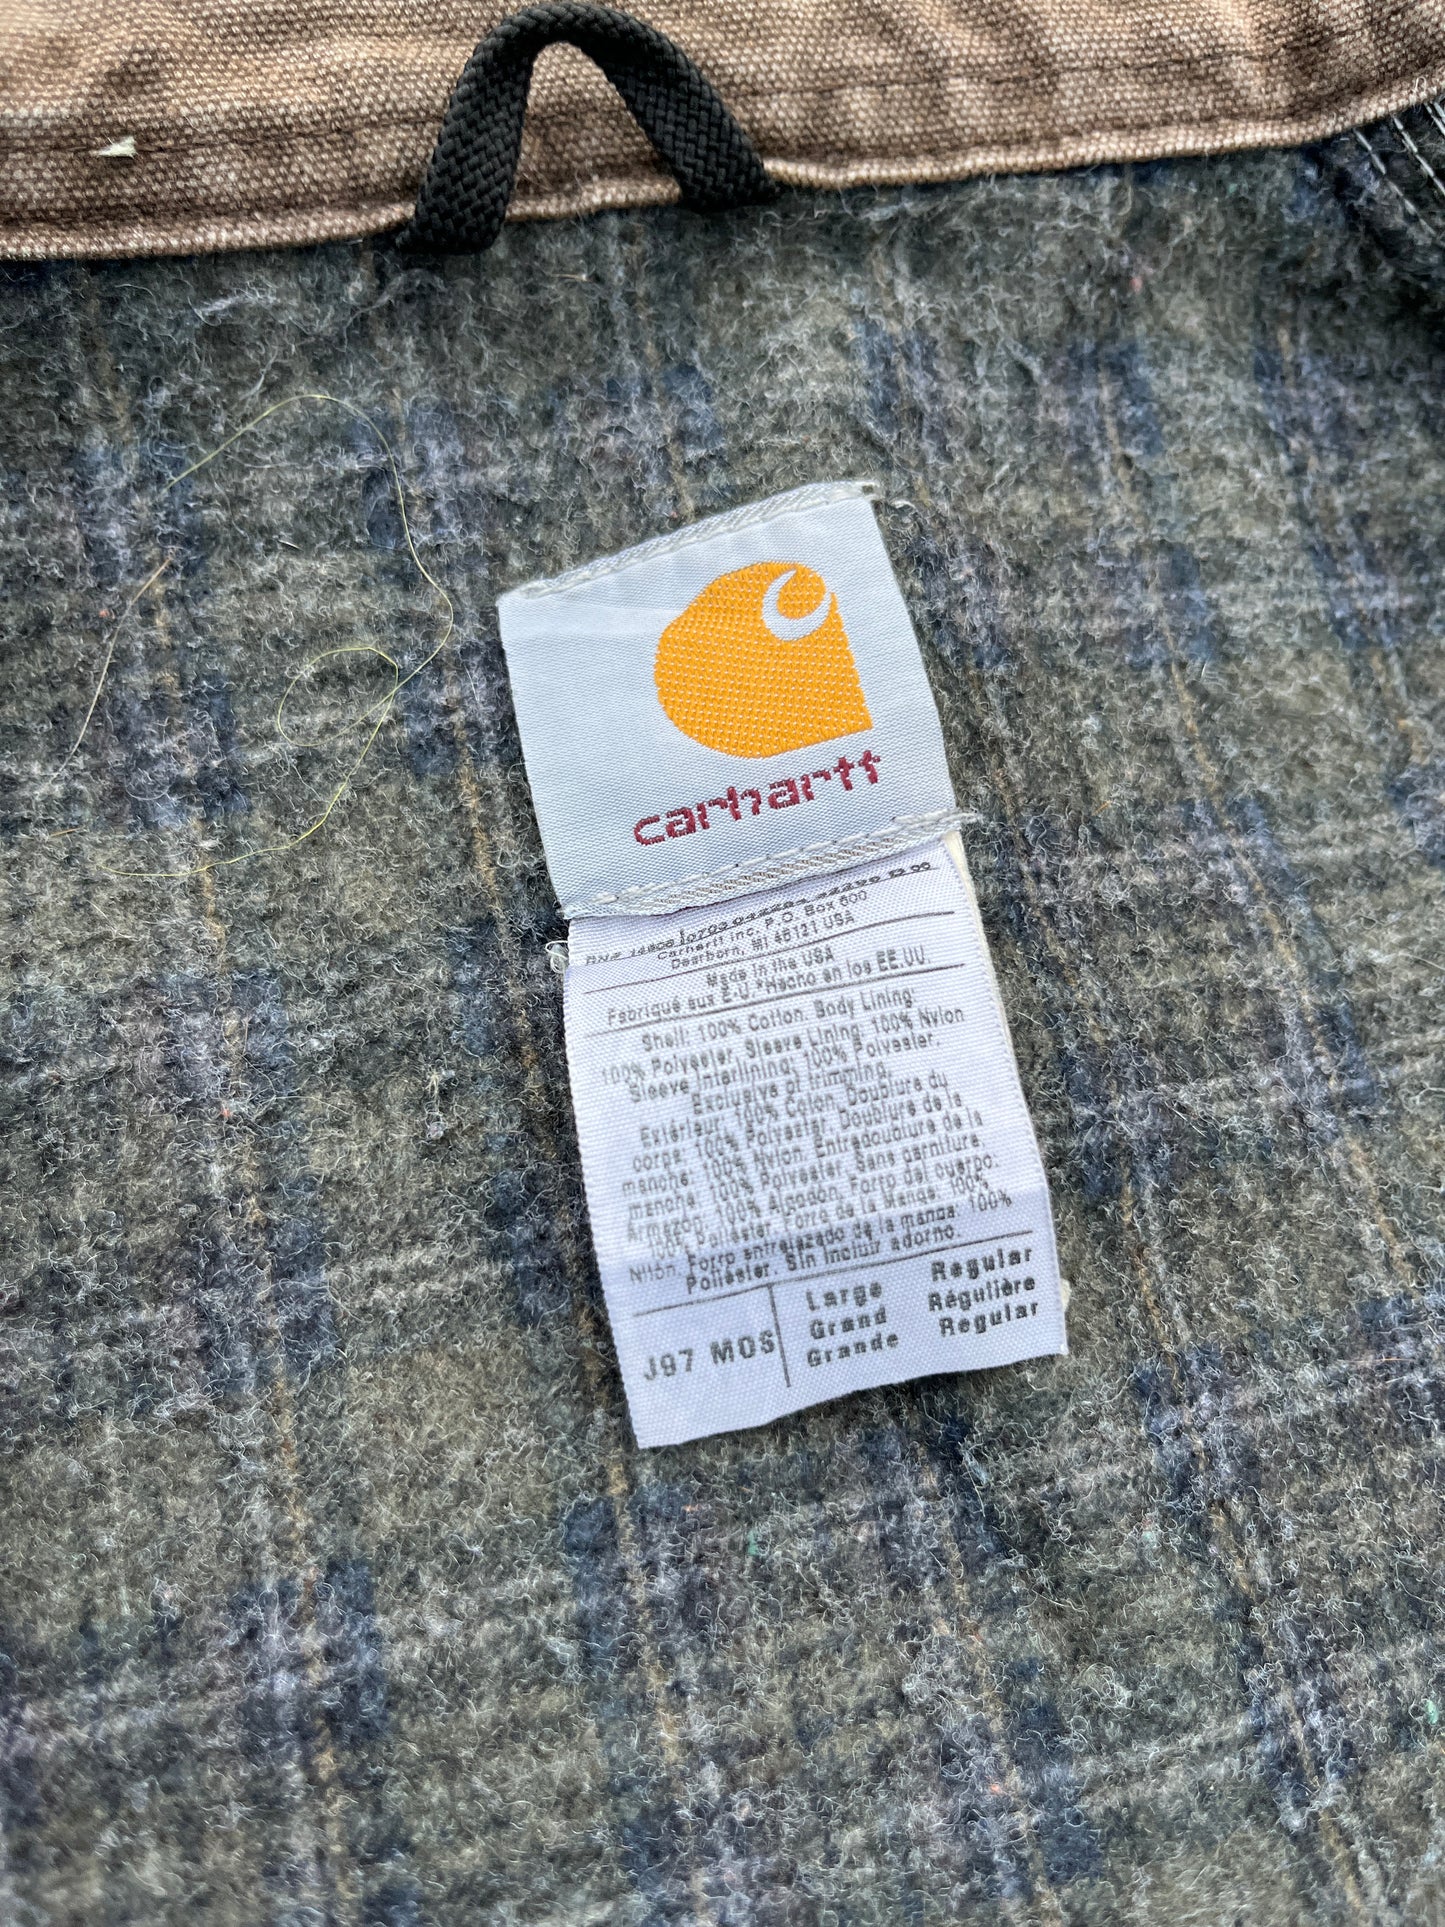 carhartt
RN# 14806
Carhartt Inc. P.O. Box 600
Dearborn, MI 48121 USA
Made in the USA
Fabriqué aux E.-U. *Hecho en los EE.UU.
Shell: 100% Cotton. Body Lining:
100% Polyester. Sleeve Lining: 100% Nylon
Sleeve Interlining: 100% Polyester.
Exclusive of trimming.
Extérieur: 100% Coton. Doublure du
corps: 100% Polyester. Doublure de la
manche: 100% Nylon. Entredoublure de la
manche: 100% Polyester. Sans garniture.
Armazon: 100% Algodón. Forro del cuerpo:
100% Poliéster. Forro de la Manga: 100%
Nilón. Forro entrelazado de la manga: 100%
Poliéster. Sin incluir adorno.
J97 MOS
Large Regular
Grand Régulière
Grande Regular